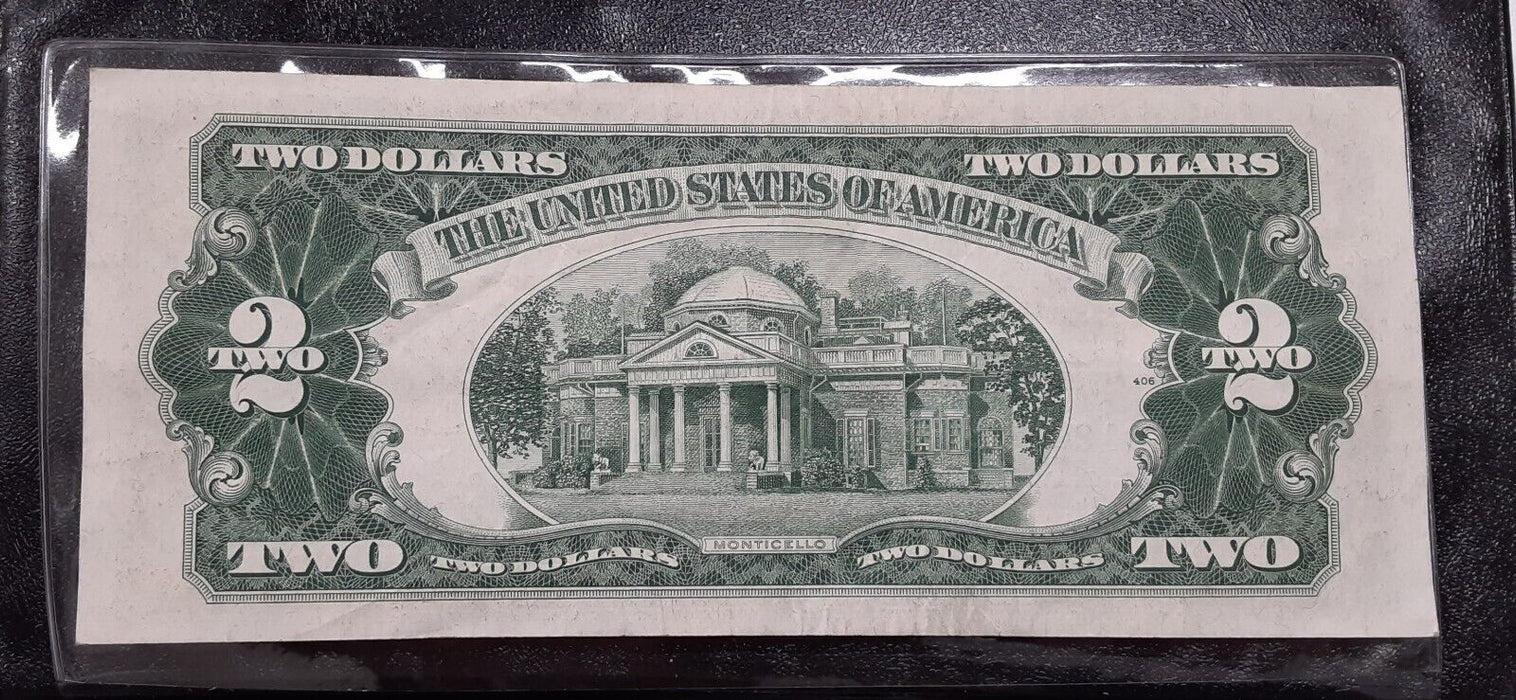 TWO DOLLARS TWO DOLLARS
THE UNITED STATES OF AMERICA
2 TWO 2 TWO
406
MONTICELLO
TWO TWO DOLLARS TWO DOLLARS TWO